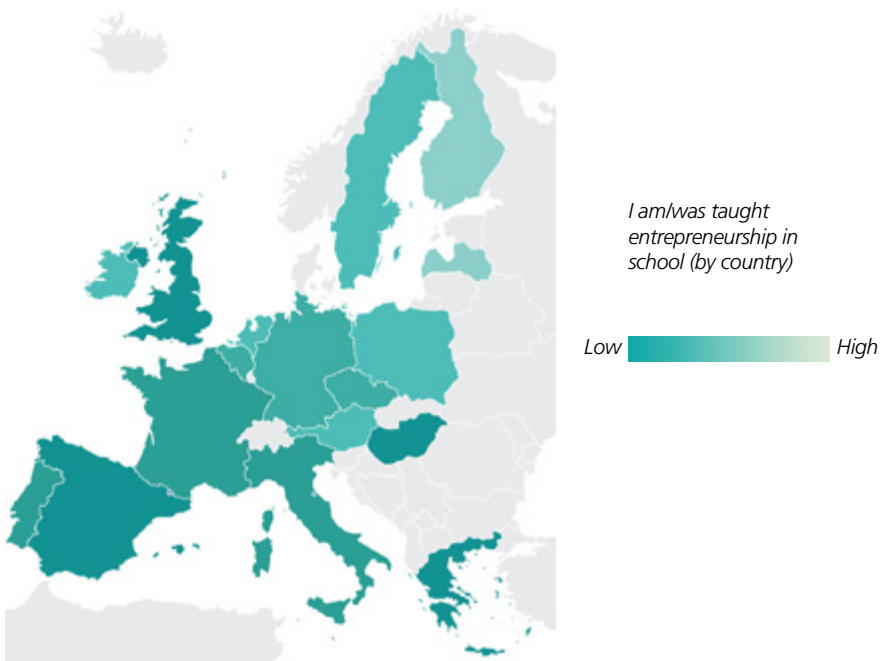 I am/was taught
entrepreneurship in
school (by country)
Low
High